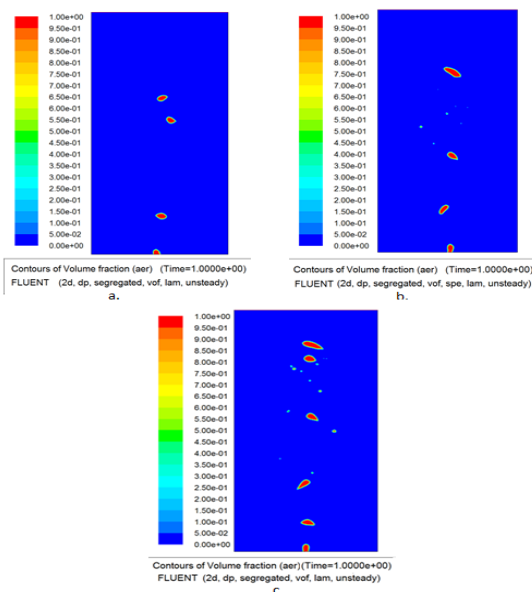 1.00e+00
9.50e-01
9.00e-01
8.50e-01
8.00e-01
7.50e-01
7.00e-01
6.50e-01
6.00e-01
5.50e-01
5.00e-01
4.50e-01
4.00e-01
3.50e-01
3.00e-01
2.50e-01
2.00e-01
1.50e-01
1.00e-01
5.00e-02
0.00e+00
Contours of Volume fraction (aer) (Time=1.0000e+00)
FLUENT (2d, dp, segregated, vof, lam, unsteady)
a.
1.00e+00
9.50e-01
9.00e-01
8.50e-01
8.00e-01
7.50e-01
7.00e-01
6.50e-01
6.00e-01
5.50e-01
5.00e-01
4.50e-01
4.00e-01
3.50e-01
3.00e-01
2.50e-01
2.00e-01
1.50e-01
1.00e-01
5.00e-02
0.00e+00
Contours of Volume fraction (aer) (Time=1.0000e+00)
FLUENT (2d, dp, segregated, vof, spe, lam, unsteady)
b.
1.00e+00
9.50e-01
9.00e-01
8.50e-01
8.00e-01
7.50e-01
7.00e-01
6.50e-01
6.00e-01
5.50e-01
5.00e-01
4.50e-01
4.00e-01
3.50e-01
3.00e-01
2.50e-01
2.00e-01
1.50e-01
1.00e-01
5.00e-02
0.00e+00
Contours of Volume fraction (aer)(Time=1.0000e+00)
FLUENT (2d, dp, segregated, vof, lam, unsteady)
c